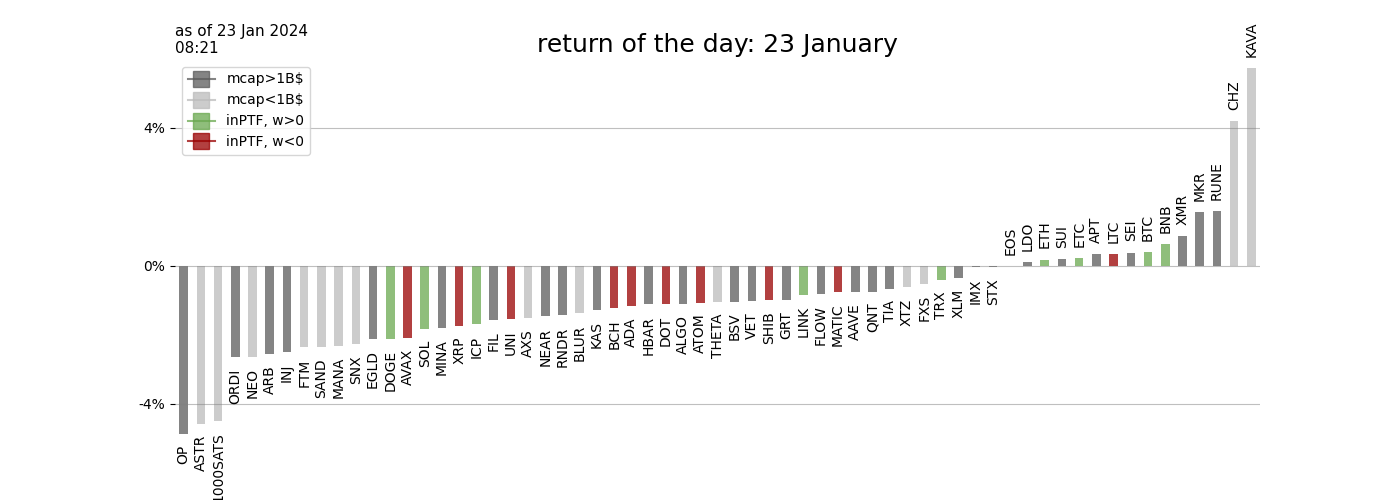 as of 23 Jan 2024
08:21
return of the day: 23 January
mcap>1B$
mcap<1B$
inPTF, w>0
inPTF, w<0
4%
0%
-4%
OP
ASTR
1000SATS
ORDI
NEO
ARB
INJ
FTM
SAND
MANA
SNX
EGLD
DOGE
AVAX
SOL
MINA
XRP
ICP
FIL
UNI
AXS
NEAR
RNDR
BLUR
KAS
BCH
ADA
HBAR
DOT
ALGO
ATOM
THETA
BSV
VET
SHIB
GRT
LINK
FLOW
MATIC
AAVE
QNT
TIA
XTZ
FXS
TRX
XLM
IMX
STX
EOS
LDO
ETH
SUI
ETC
APT
LTC
SEI
BTC
BNB
XMR
MKR
RUNE
CHZ
KAVA